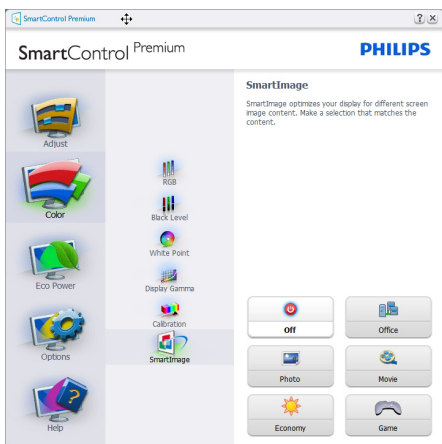 SmartControl Premium
SmartControl Premium
PHILIPS
Adjust
Color
Eco Power
Options
Help
RGB
Black Level
White Point
Display Gamma
Calibration
SmartImage
SmartImage
SmartImage optimizes your display for different screen
image content. Make a selection that matches the
content.
Off
Office
Photo
Movie
Economy
Game